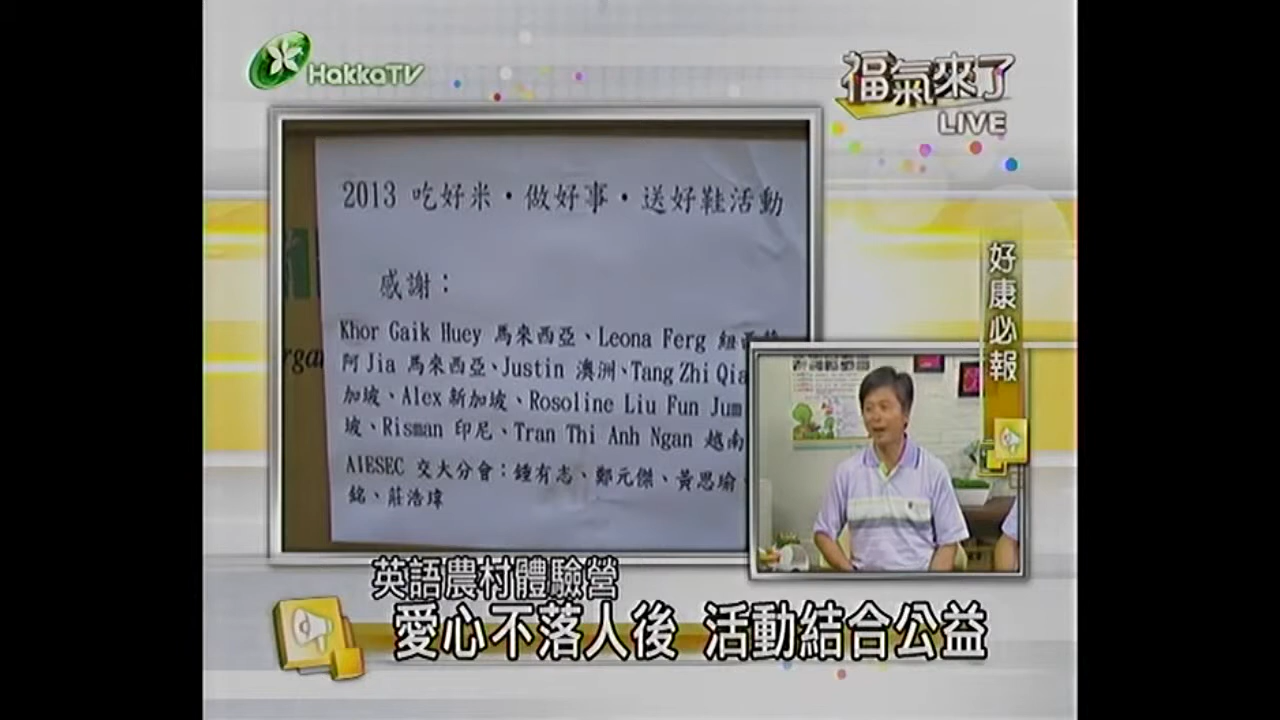 HakkaTV
福氣來了
LIVE
2013 吃好米·做好事·送好鞋活動
感謝：
Khor Gaik Huey 馬來西亞、Leona Ferg 紐西
阿Jia 馬來西亞、Justin 澳洲、Tang Zhi Qia
加坡、Alex 新加坡、Rosoline Liu Fun Jum
坡、Risman 印尼、Tran Thi Anh Ngan 越南
AIESEC 交大分會：鍾有志、鄭元傑、黃思瑜、
銘、莊浩瑋
好康必報
英語農村體驗營
愛心不落人後 活動結合公益